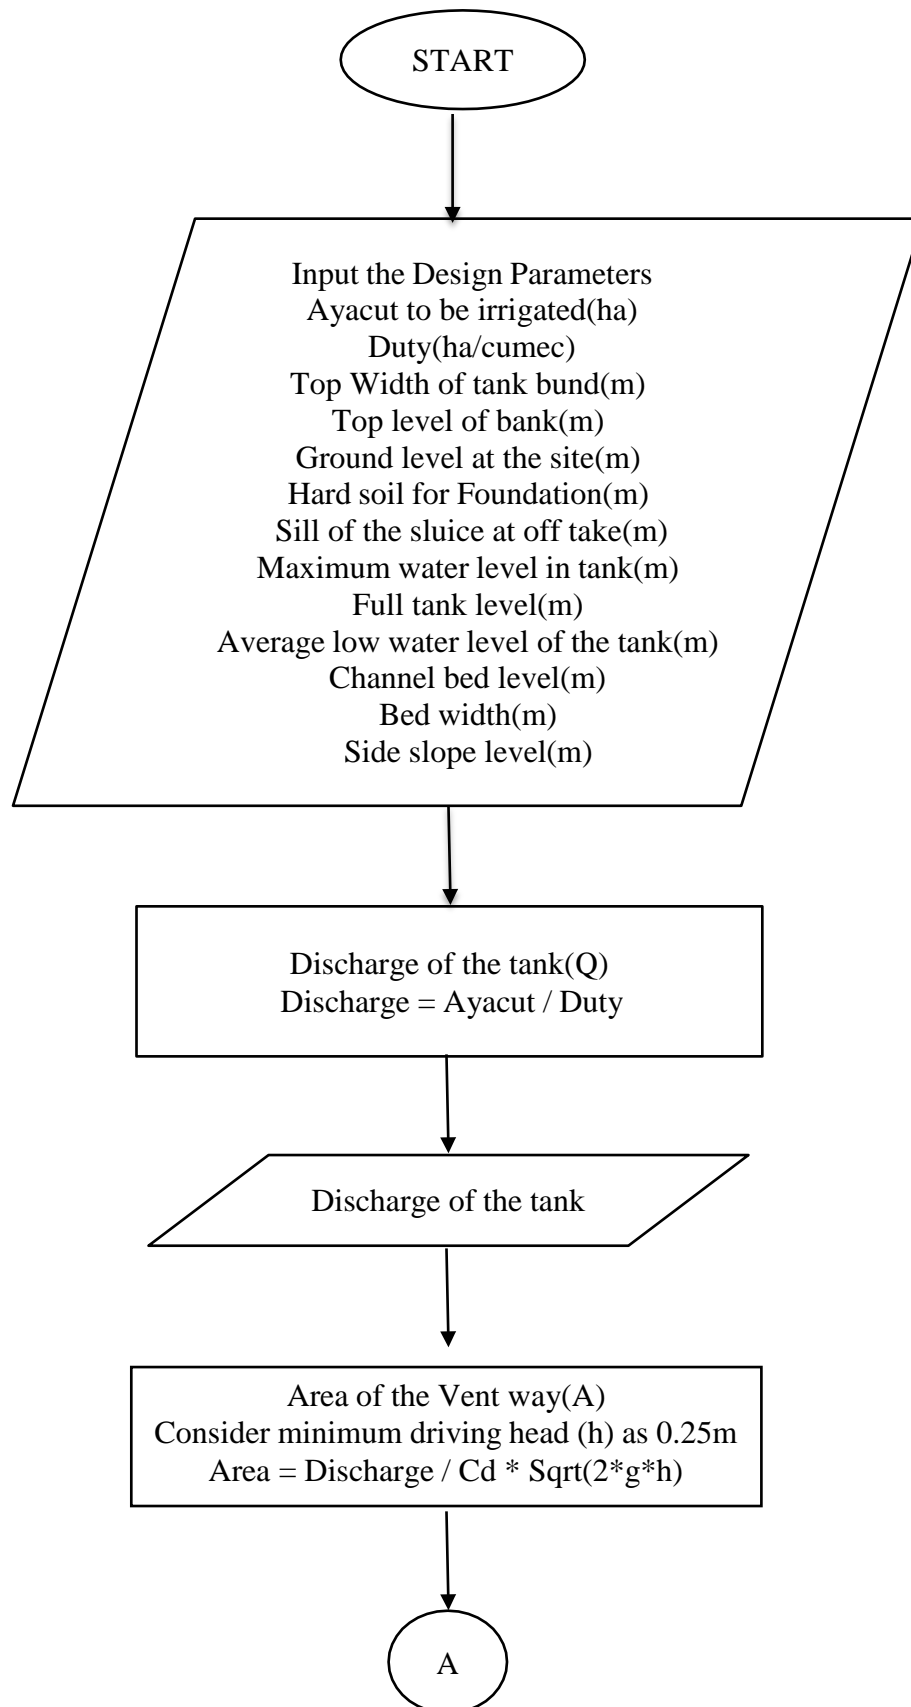 START
Input the Design Parameters
Ayacut to be irrigated(ha)
Duty(ha/cumec)
Top Width of tank bund(m)
Top level of bank(m)
Ground level at the site(m)
Hard soil for Foundation(m)
Sill of the sluice at off take(m)
Maximum water level in tank(m)
Full tank level(m)
Average low water level of the tank(m)
Channel bed level(m)
Bed width(m)
Side slope level(m)
Discharge of the tank(Q)
Discharge = Ayacut / Duty
Discharge of the tank
Area of the Vent way(A)
Consider minimum driving head (h) as 0.25m
Area = Discharge / Cd * Sqrt(2*g*h)
A